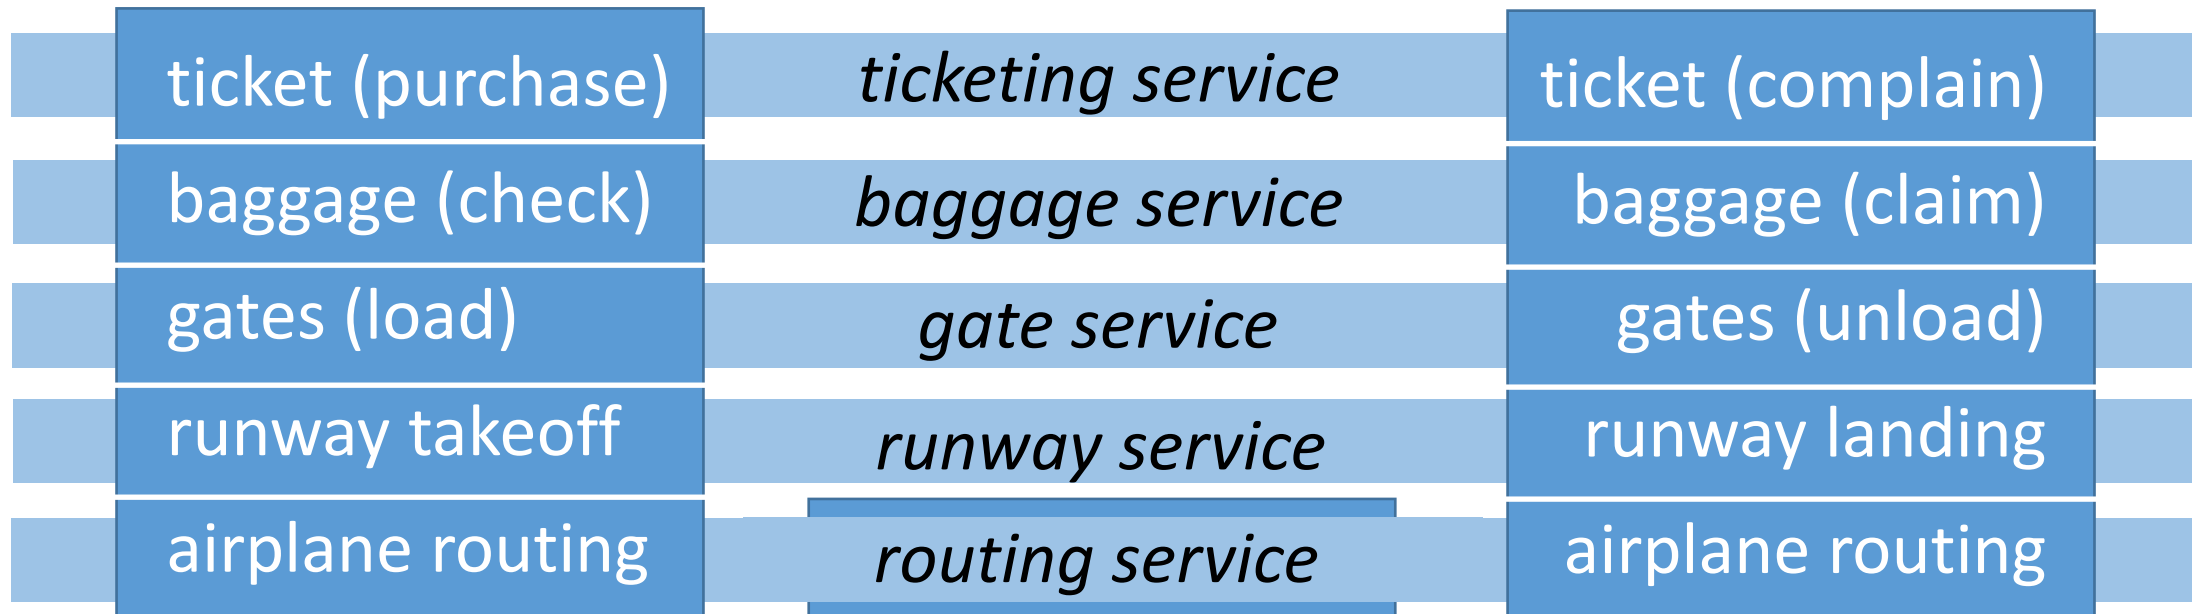 ticket (purchase) ticketing service ticket (complain)
baggage (check) baggage service baggage (claim)
gates (load) gate service gates (unload)
runway takeoff runway service runway landing
airplane routing routing service airplane routing